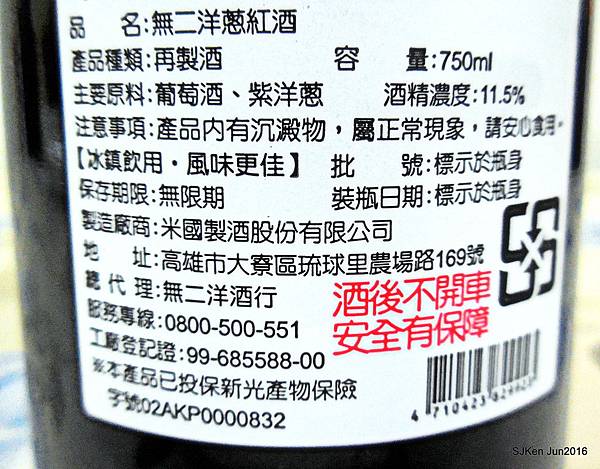 品　名:無二洋蔥紅酒
產品種類:再製酒　容　量:750ml
主要原料:葡萄酒、紫洋蔥　酒精濃度:11.5%
注意事項:產品內有沉澱物，屬正常現象，請安心食用。
【冰鎮飲用・風味更佳】　批　號:標示於瓶身
保存期限:無限期　裝瓶日期:標示於瓶身
製造廠商:米國製酒股份有限公司
地　址:高雄市大寮區琉球里農場路169號
總代理:無二洋酒行
服務專線:0800-500-551
工廠登記證:99-685588-00
※本產品已投保新光產物保險
字號02AKP0000832
酒後不開車
安全有保障
4 710423
SJKen Jun2016